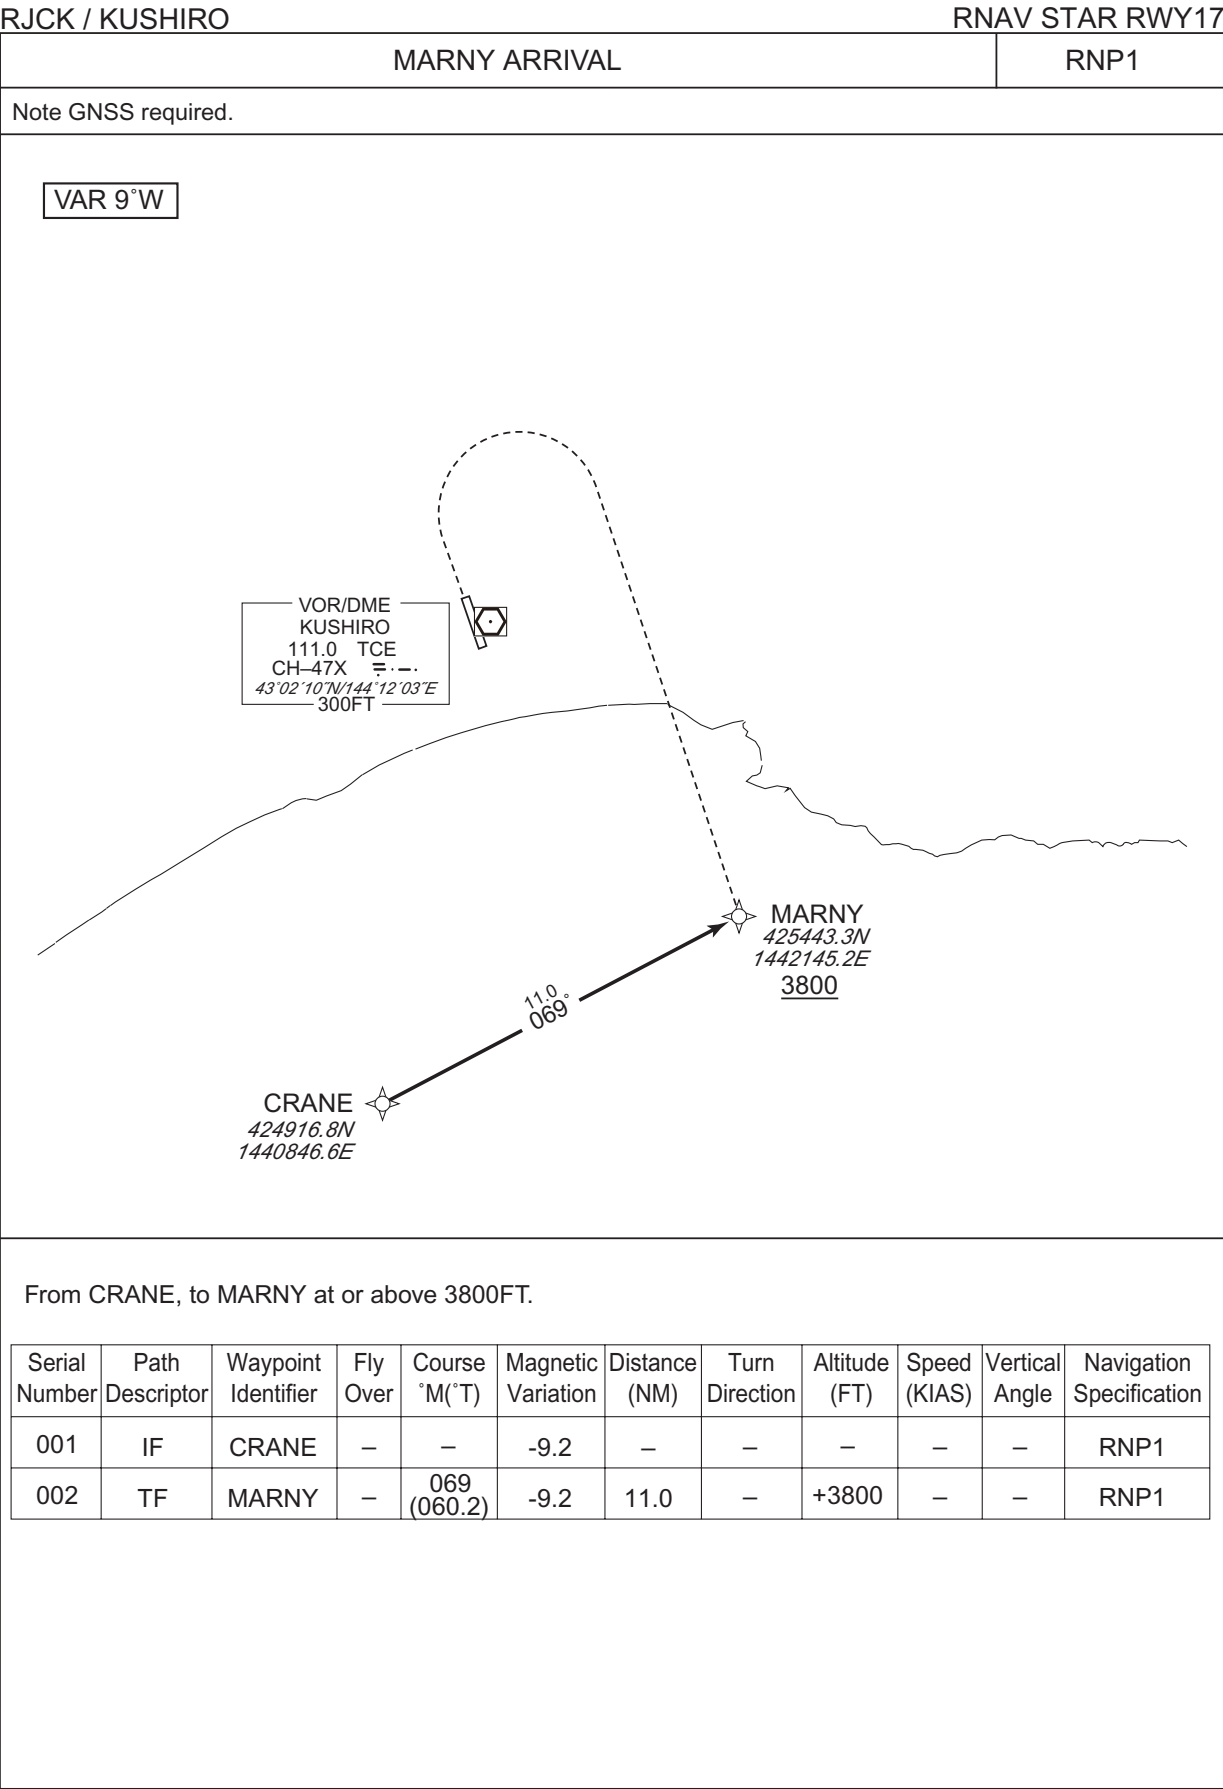 RJCK / KUSHIRO RNAV STAR RWY17
MARNY ARRIVAL RNP1
Note GNSS required.
VAR 9˚W
VOR/DME
KUSHIRO
111.0 TCE
CH–47X
43˚02´10˝N/144˚12´03˝E
300FT
MARNY
425443.3N
1442145.2E
3800
11.0
069˚
CRANE
424916.8N
1440846.6E
From CRANE, to MARNY at or above 3800FT.
Serial Path Waypoint Fly Course Magnetic Distance Turn Altitude Speed Vertical Navigation
Number Descriptor Identifier Over ˚M(˚T) Variation (NM) Direction (FT) (KIAS) Angle Specification
001 IF CRANE – – -9.2 – – – – – RNP1
002 TF MARNY – 069 (060.2) -9.2 11.0 – +3800 – – RNP1